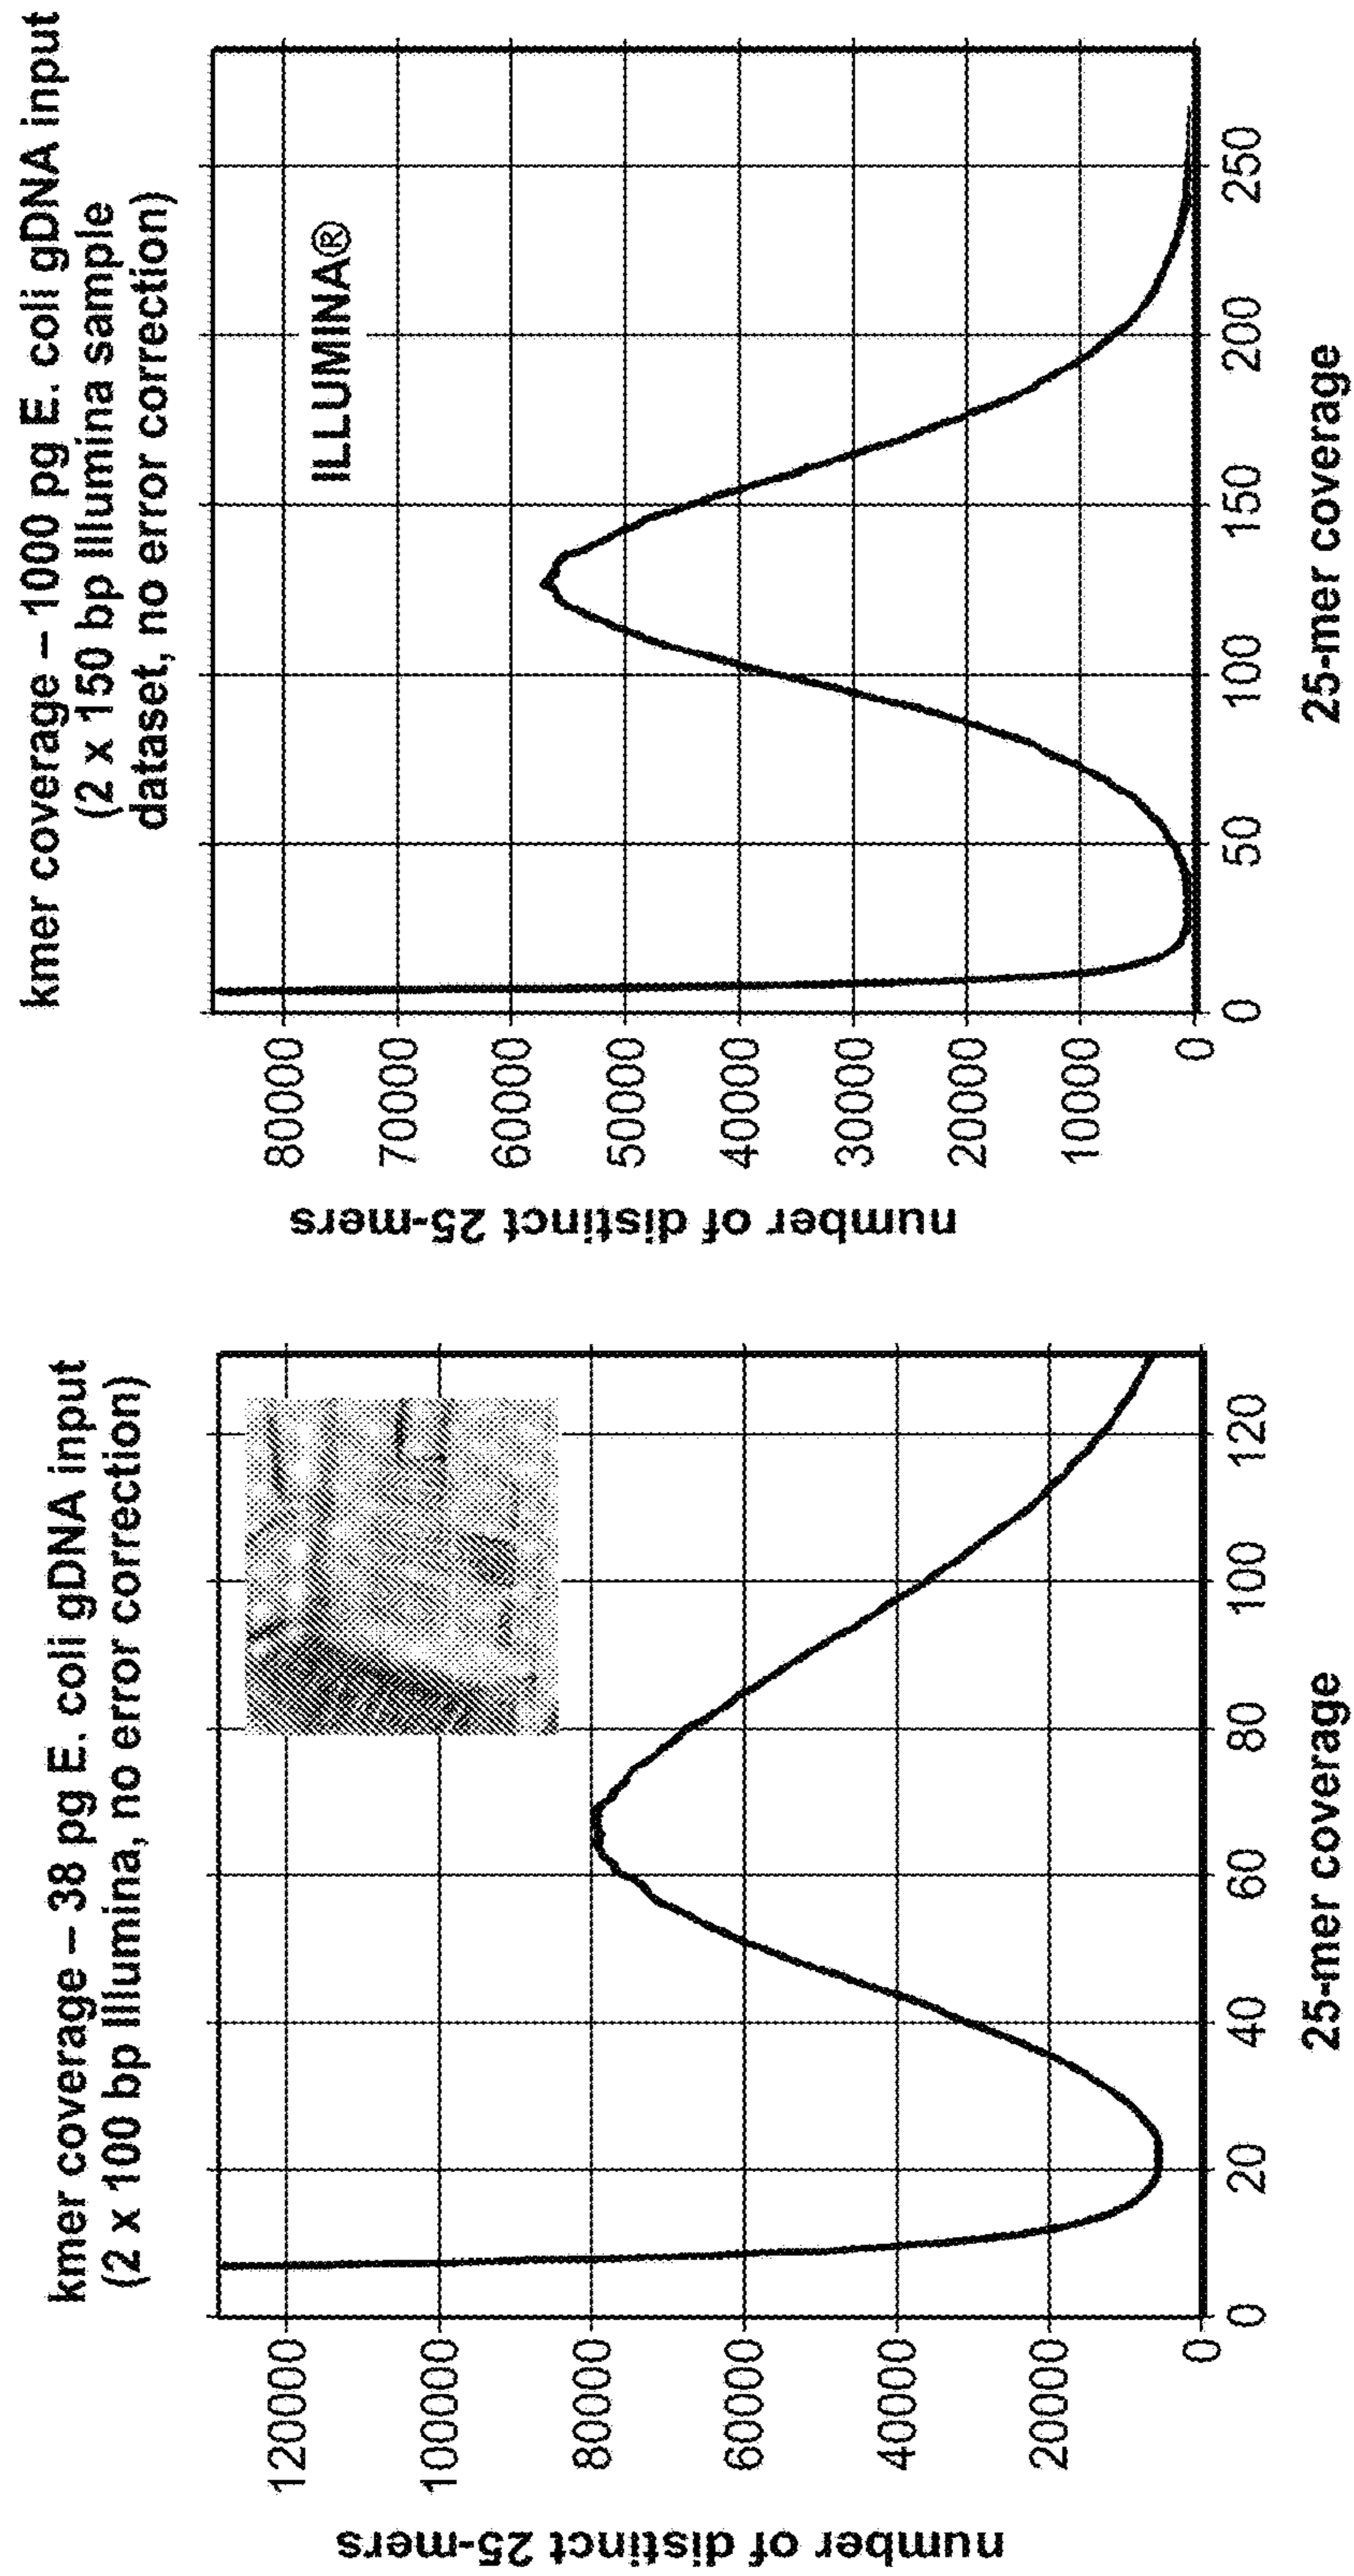 kmer coverage – 38 pg E. coli gDNA input
(2 x 100 bp Illumina, no error correction)
number of distinct 25-mers
120000
100000
80000
60000
40000
20000
0
0
20
40
60
80
100
120
25-mer coverage
kmer coverage – 1000 pg E. coli gDNA input
(2 x 150 bp Illumina sample
dataset, no error correction)
number of distinct 25-mers
80000
70000
60000
50000
40000
30000
20000
10000
0
ILLUMINA®
0
50
100
150
200
250
25-mer coverage